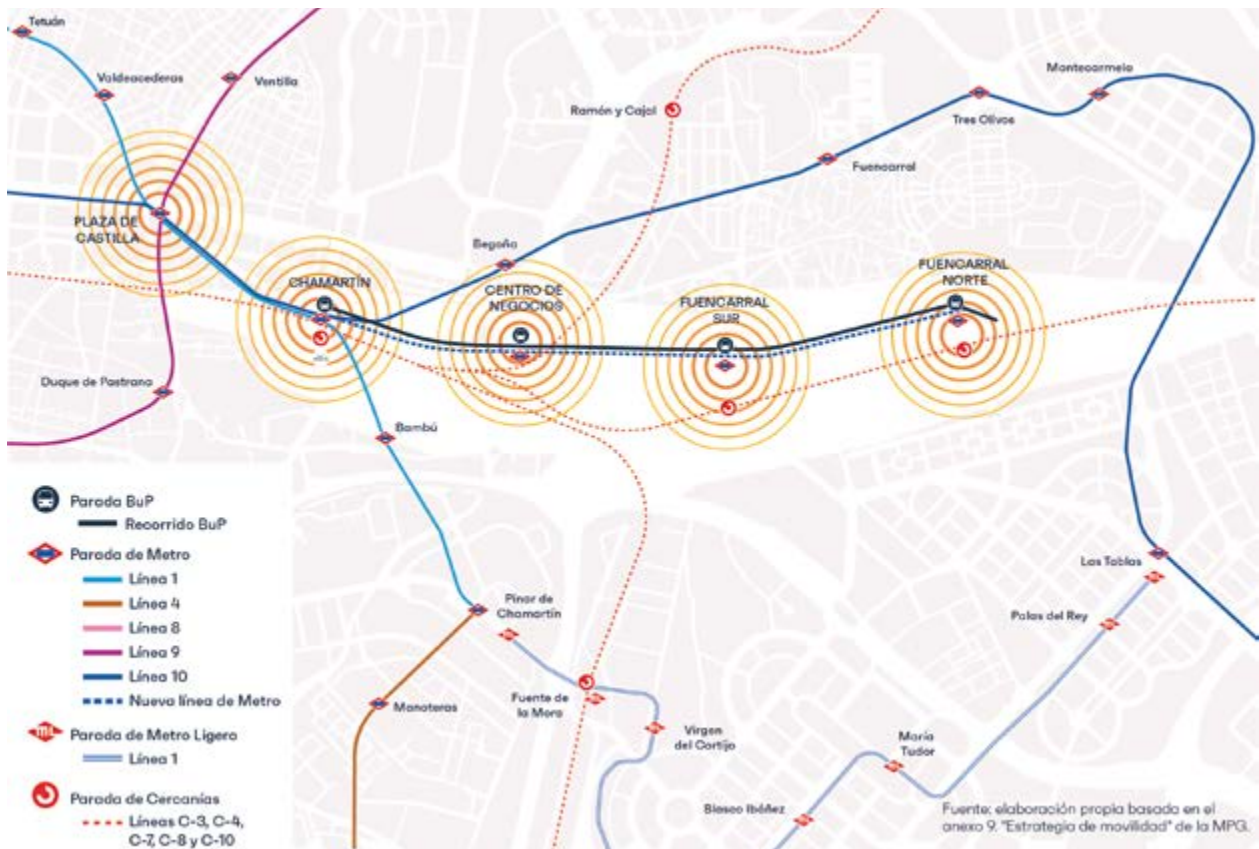 Tetuán
Valdeacederas
Ventilla
Ramón y Cajal
Montecarmelo
Tres Olivos
Fuencarral
PLAZA DE
CASTILLA
Begoña
CHAMARTÍN
CENTRO DE
NEGOCIOS
FUENCARRAL
SUR
FUENCARRAL
NORTE
Duque de Pastrana
Bambú
Pinar de
Chamartín
Las Tablas
Palas del Rey
Manoteras
Fuente de
la Mora
Virgen
del Cortijo
María
Tudor
Blasco Ibáñez
Parada BuP
Recorrido BuP
Parada de Metro
Línea 1
Línea 4
Línea 8
Línea 9
Línea 10
Nueva línea de Metro
ML
Parada de Metro Ligero
Línea 1
Parada de Cercanías
Líneas C-3, C-4,
C-7, C-8 y C-10
Fuente: elaboración propia basada en el
anexo 9. "Estrategia de movilidad" de la MPG.